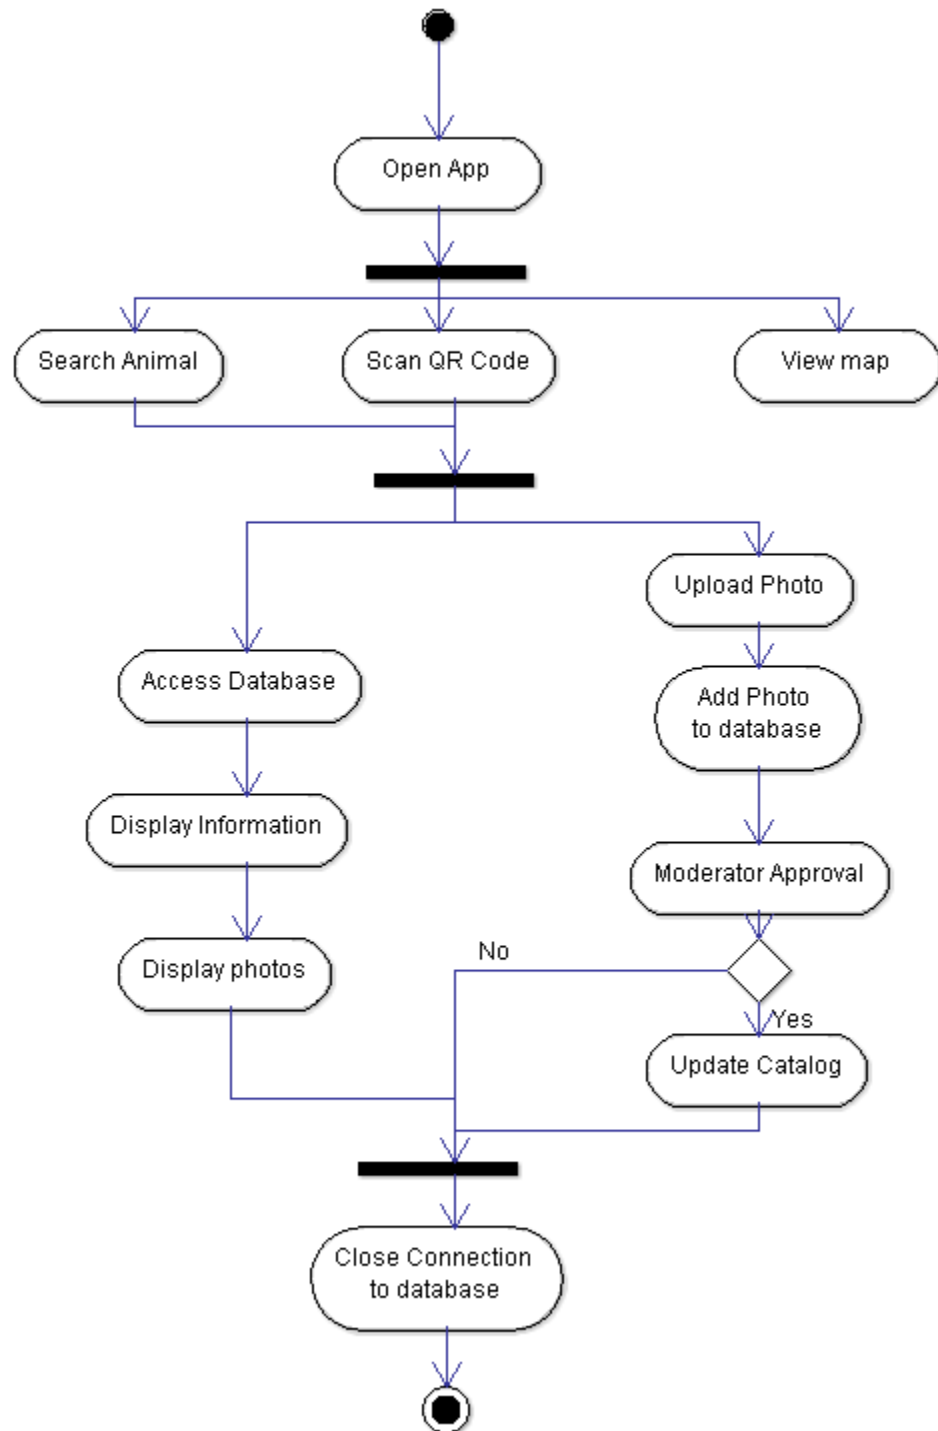 Open App
Search Animal
Scan QR Code
View map
Upload Photo
Access Database
Add Photo
to database
Display Information
Moderator Approval
Display photos
No
Yes
Update Catalog
Close Connection
to database